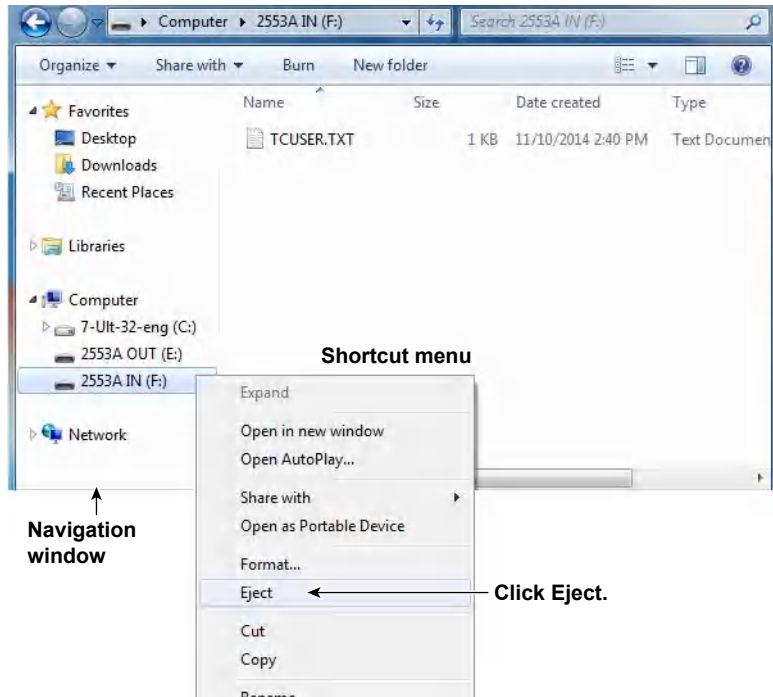 Computer ▸ 2553A IN (F:)
Search 2553A IN (F:)
Organize Share with Burn New folder
Name Size Date created Type
TCUSER.TXT 1 KB 11/10/2014 2:40 PM Text Documen
Favorites
Desktop
Downloads
Recent Places
Libraries
Computer
7-Ult-32-eng (C:)
2553A OUT (E:)
2553A IN (F:)
Network
Navigation
window
Shortcut menu
Expand
Open in new window
Open AutoPlay...
Share with
Open as Portable Device
Format...
Eject
Click Eject.
Cut
Copy